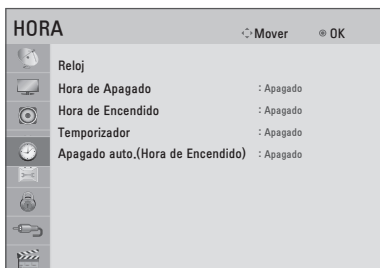 HORA Mover OK
Reloj
Hora de Apagado : Apagado
Hora de Encendido : Apagado
Temporizador : Apagado
Apagado auto.(Hora de Encendido) : Apagado